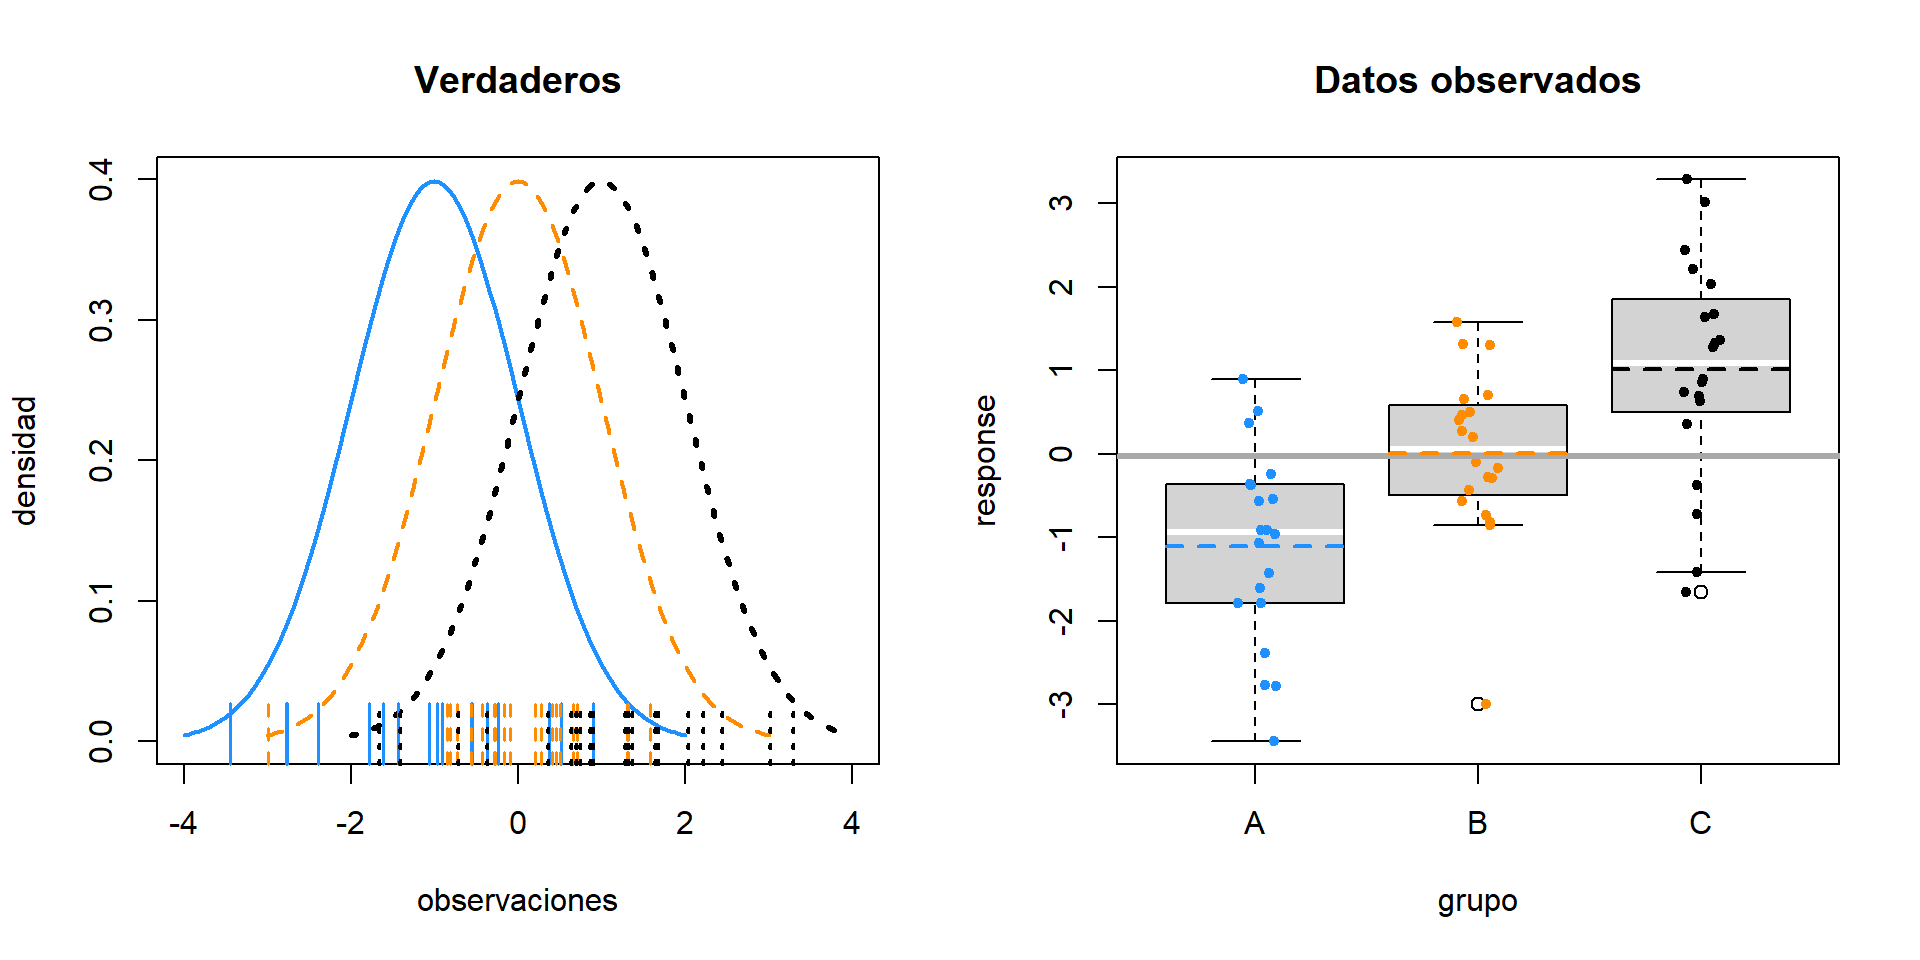 Verdaderos
densidad
0.4
0.3
0.2
0.1
0.0
-4 -2 0 2 4
observaciones
Datos observados
response
3
2
1
0
-1
-2
-3
A B C
grupo